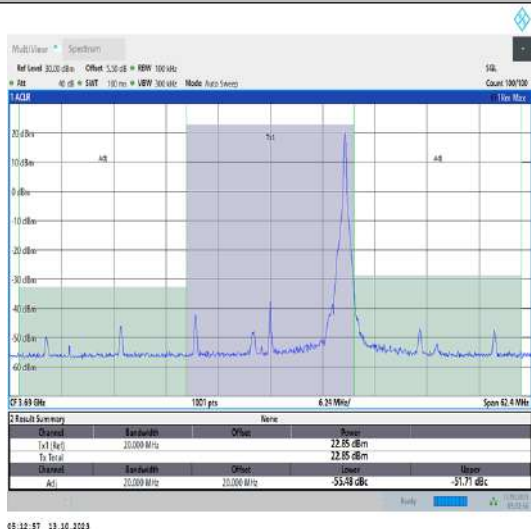 MultiView Spectrum
Ref Level 30.00 dBm Offset 5.50 dB RBW 100 kHz SGL
Att 40 dB SWT 100 ms VBW 300 kHz Mode Auto Sweep Count 100/100
1 ACLR 1Rm Max
Tx1
20 dBm
Adj Adj
10 dBm
0 dBm
-10 dBm
-20 dBm
-30 dBm
-40 dBm
-50 dBm
-60 dBm
CF 3.69 GHz 1001 pts 6.24 MHz/ Span 62.4 MHz
2 Result Summary None
Channel Bandwidth Offset Power
Tx1 (Ref) 20.000 MHz 22.85 dBm
Tx Total 22.85 dBm
Channel Bandwidth Offset Lower Upper
Adj 20.000 MHz 20.000 MHz -55.48 dBc -51.71 dBc
Ready
05:12:57 13.10.2023